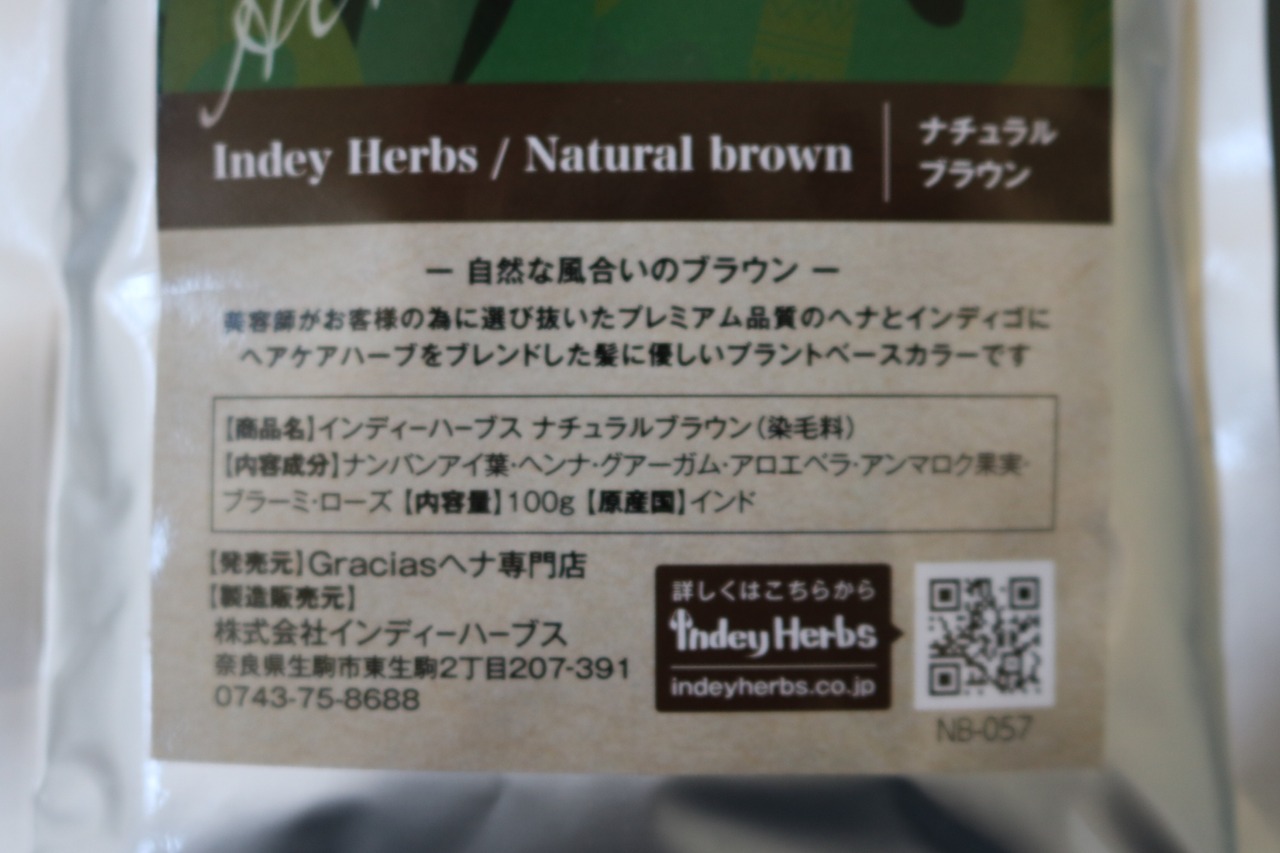 Indey Herbs / Natural brown
ナチュラル
ブラウン
― 自然な風合いのブラウン ―
美容師がお客様の為に選び抜いたプレミアム品質のヘナとインディゴに
ヘアケアハーブをブレンドした髪に優しいプラントベースカラーです
【商品名】インディーハーブス ナチュラルブラウン(染毛料)
【内容成分】ナンバンアイ葉・ヘンナ・グアーガム・アロエベラ・アンマロク果実・
ブラーミ・ローズ【内容量】100g【原産国】インド
【発売元】Graciasヘナ専門店
【製造販売元】
株式会社インディーハーブス
奈良県生駒市東生駒2丁目207-391
0743-75-8688
詳しくはこちらから
Indey Herbs
indeyherbs.co.jp
NB-057